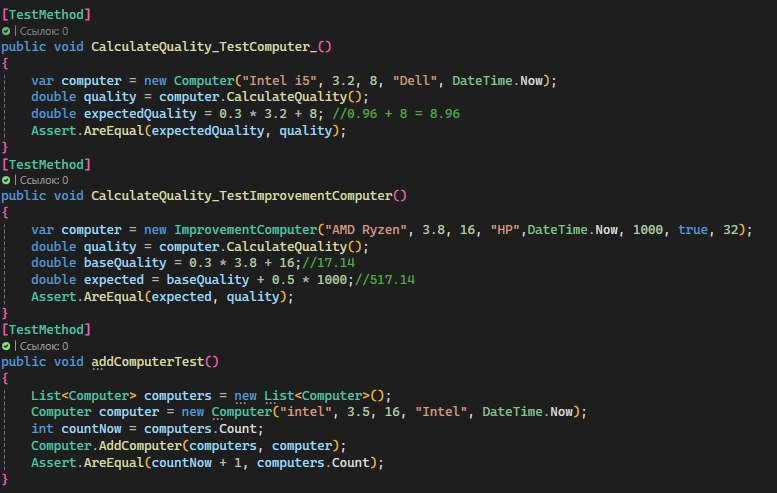 [TestMethod]
| Ссылок: 0
public void CalculateQuality_TestComputer_()
{
var computer = new Computer("Intel i5", 3.2, 8, "Dell", DateTime.Now);
double quality = computer.CalculateQuality();
double expectedQuality = 0.3 * 3.2 + 8; //0.96 + 8 = 8.96
Assert.AreEqual(expectedQuality, quality);
}
[TestMethod]
| Ссылок: 0
public void CalculateQuality_TestImprovementComputer()
{
var computer = new ImprovementComputer("AMD Ryzen", 3.8, 16, "HP",DateTime.Now, 1000, true, 32);
double quality = computer.CalculateQuality();
double baseQuality = 0.3 * 3.8 + 16;//17.14
double expected = baseQuality + 0.5 * 1000;//517.14
Assert.AreEqual(expected, quality);
}
[TestMethod]
| Ссылок: 0
public void addComputerTest()
{
List<Computer> computers = new List<Computer>();
Computer computer = new Computer("intel", 3.5, 16, "Intel", DateTime.Now);
int countNow = computers.Count;
Computer.AddComputer(computers, computer);
Assert.AreEqual(countNow + 1, computers.Count);
}